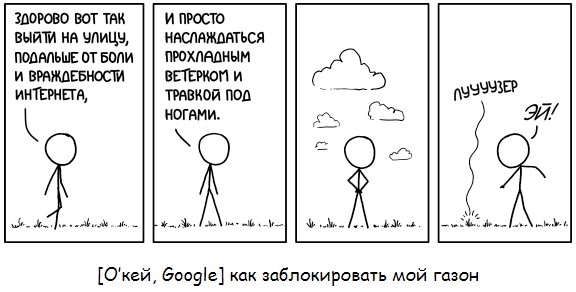 ЗДОРОВО ВОТ ТАК
ВЫЙТИ НА УЛИЦУ,
ПОДАЛЬШЕ ОТ БОЛИ
И ВРАЖДЕБНОСТИ
ИНТЕРНЕТА,
И ПРОСТО
НАСЛАЖДАТЬСЯ
ПРОХЛАДНЫМ
ВЕТЕРКОМ И
ТРАВКОЙ ПОД
НОГАМИ.
ЛУУУУЗЕР
ЭЙ!
[О'кей, Google] как заблокировать мой газон